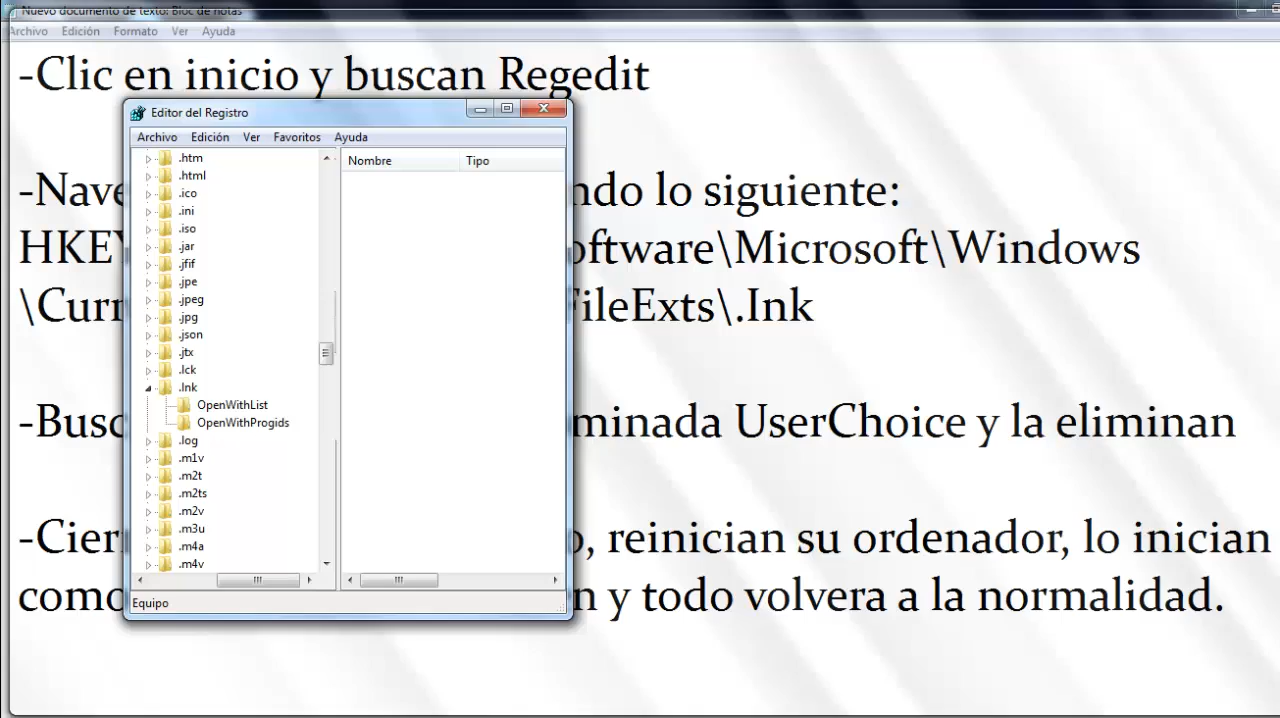 Nuevo documento de texto: Bloc de notas
Archivo Edición Formato Ver Ayuda
-Clic en inicio y buscan Regedit
Editor del Registro
Archivo Edición Ver Favoritos Ayuda
Nombre Tipo
.htm
.html
.ico
.ini
.iso
.jar
.jfif
.jpe
.jpeg
.jpg
.json
.jtx
.lck
.lnk
OpenWithList
OpenWithProgids
.log
.m1v
.m2t
.m2ts
.m2v
.m3u
.m4a
.m4v
Equipo
-Nave ndo lo siguiente:
HKEY oftware\Microsoft\Windows
\Curr FileExts\.Ink
-Busc minada UserChoice y la eliminan
-Cierr o, reinician su ordenador, lo inician
como n y todo volvera a la normalidad.